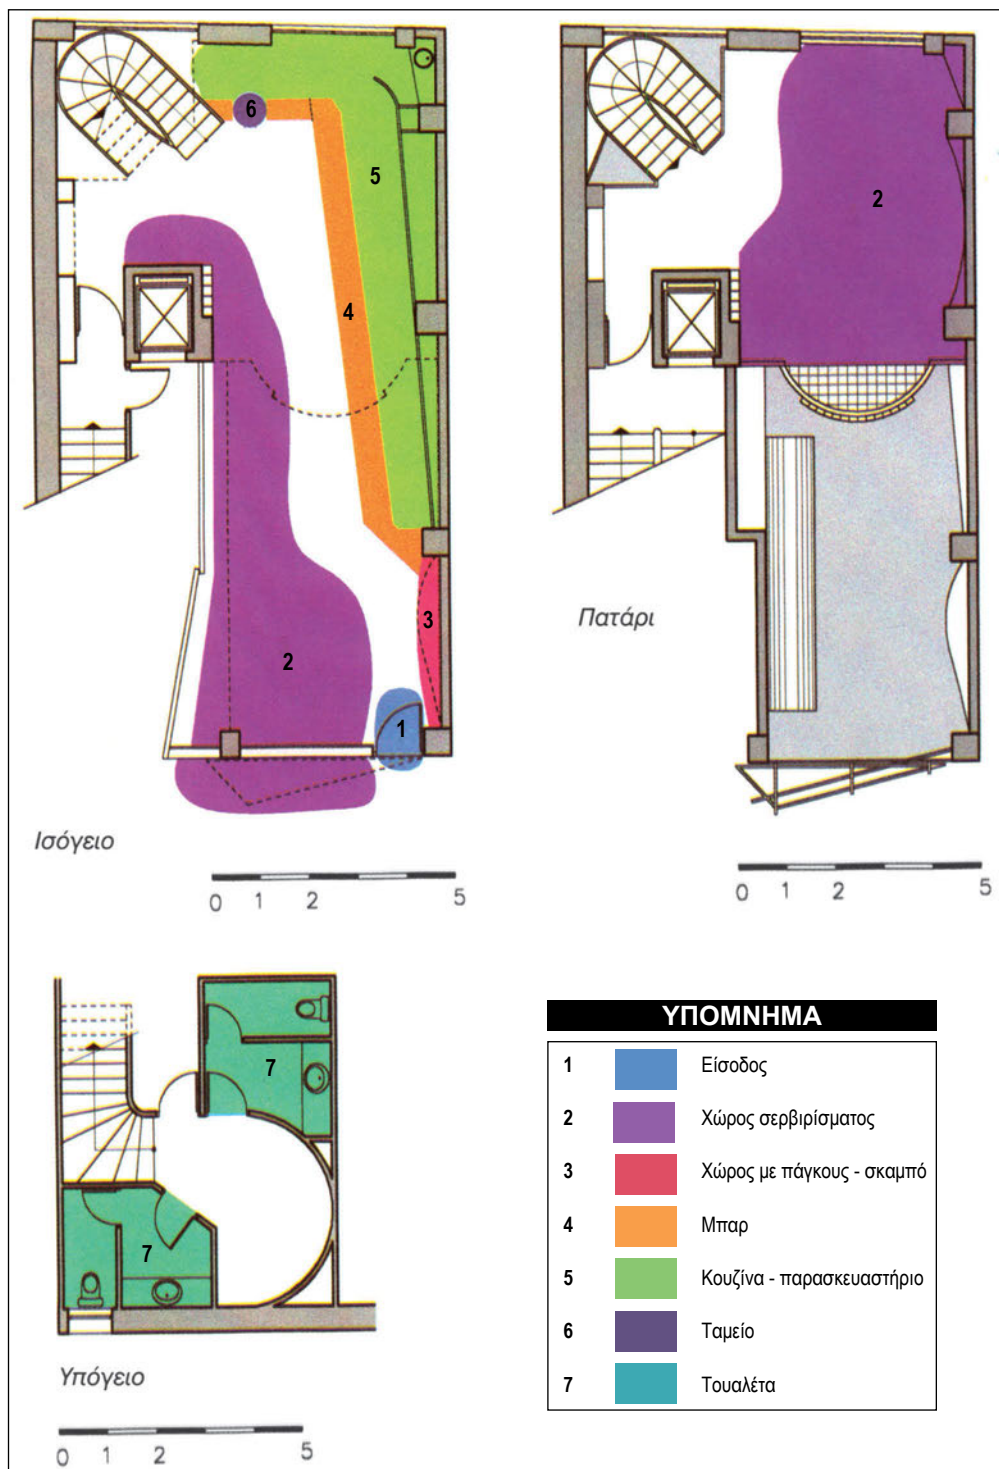 6
5
4
3
2
1
Ισόγειο
0 1 2 5
2
Πατάρι
0 1 2 5
7
7
Υπόγειο
0 1 2 5
ΥΠΟΜΝΗΜΑ
1 Είσοδος
2 Χώρος σερβιρίσματος
3 Χώρος με πάγκους - σκαμπό
4 Μπαρ
5 Κουζίνα - παρασκευαστήριο
6 Ταμείο
7 Τουαλέτα